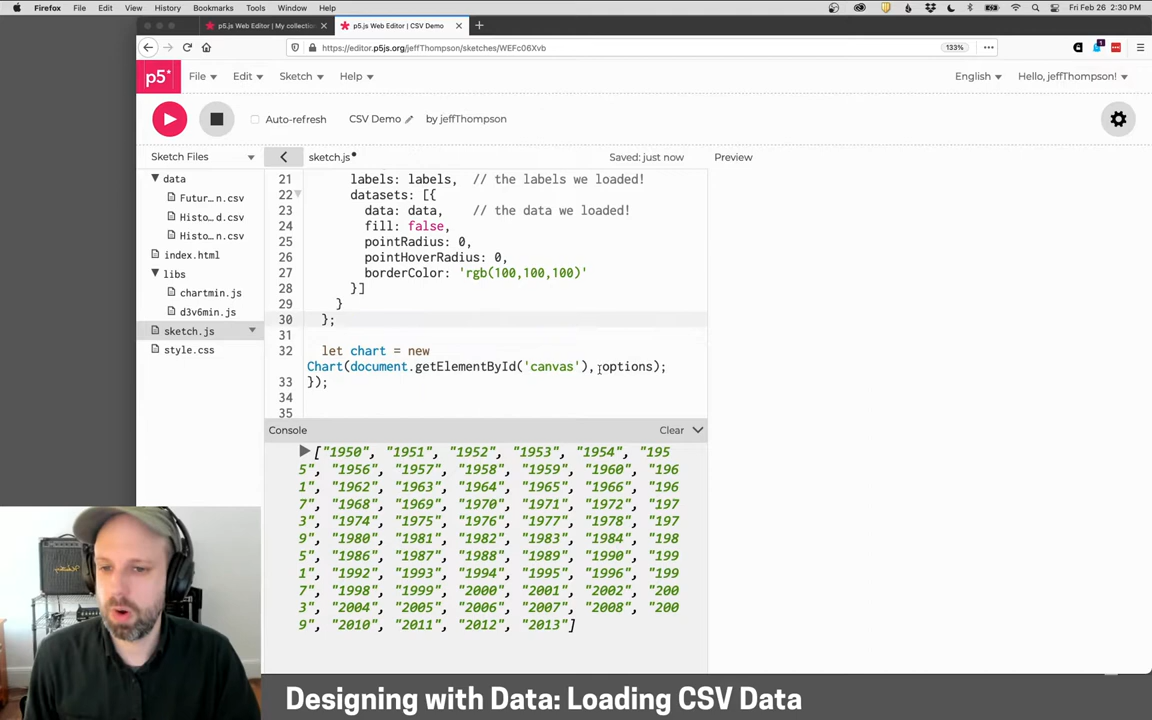 Firefox File Edit View History Bookmarks Tools Window Help
Fri Feb 26 2:30 PM
p5.js Web Editor | My collection
p5.js Web Editor | CSV Demo
https://editor.p5js.org/jeffThompson/sketches/WEFc06Xvb
133%
p5* File Edit Sketch Help
English Hello, jeffThompson!
Auto-refresh CSV Demo by jeffThompson
Sketch Files
sketch.js
Saved: just now
Preview
data
Futur...n.csv
Histo...d.csv
Histo...n.csv
index.html
libs
chartmin.js
d3v6min.js
sketch.js
style.css
21 labels: labels, // the labels we loaded!
22 datasets: [{
23 data: data, // the data we loaded!
24 fill: false,
25 pointRadius: 0,
26 pointHoverRadius: 0,
27 borderColor: 'rgb(100,100,100)'
28 }]
29 }
30 };
31
32 let chart = new
Chart(document.getElementById('canvas'), options);
33 });
34
35
Console
Clear
["1950", "1951", "1952", "1953", "1954", "195
5", "1956", "1957", "1958", "1959", "1960", "196
1", "1962", "1963", "1964", "1965", "1966", "196
7", "1968", "1969", "1970", "1971", "1972", "197
3", "1974", "1975", "1976", "1977", "1978", "197
9", "1980", "1981", "1982", "1983", "1984", "198
5", "1986", "1987", "1988", "1989", "1990", "199
1", "1992", "1993", "1994", "1995", "1996", "199
7", "1998", "1999", "2000", "2001", "2002", "200
3", "2004", "2005", "2006", "2007", "2008", "200
9", "2010", "2011", "2012", "2013"]
Designing with Data: Loading CSV Data